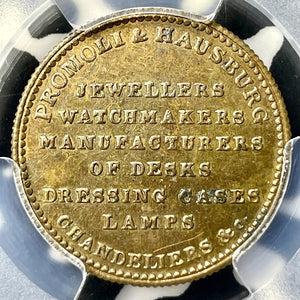 PROMOLI & HAUSBURG
JEWELLERS
WATCHMAKERS
MANUFACTURERS
OF DESKS
DRESSING CASES
LAMPS
CHANDELIERS &c.